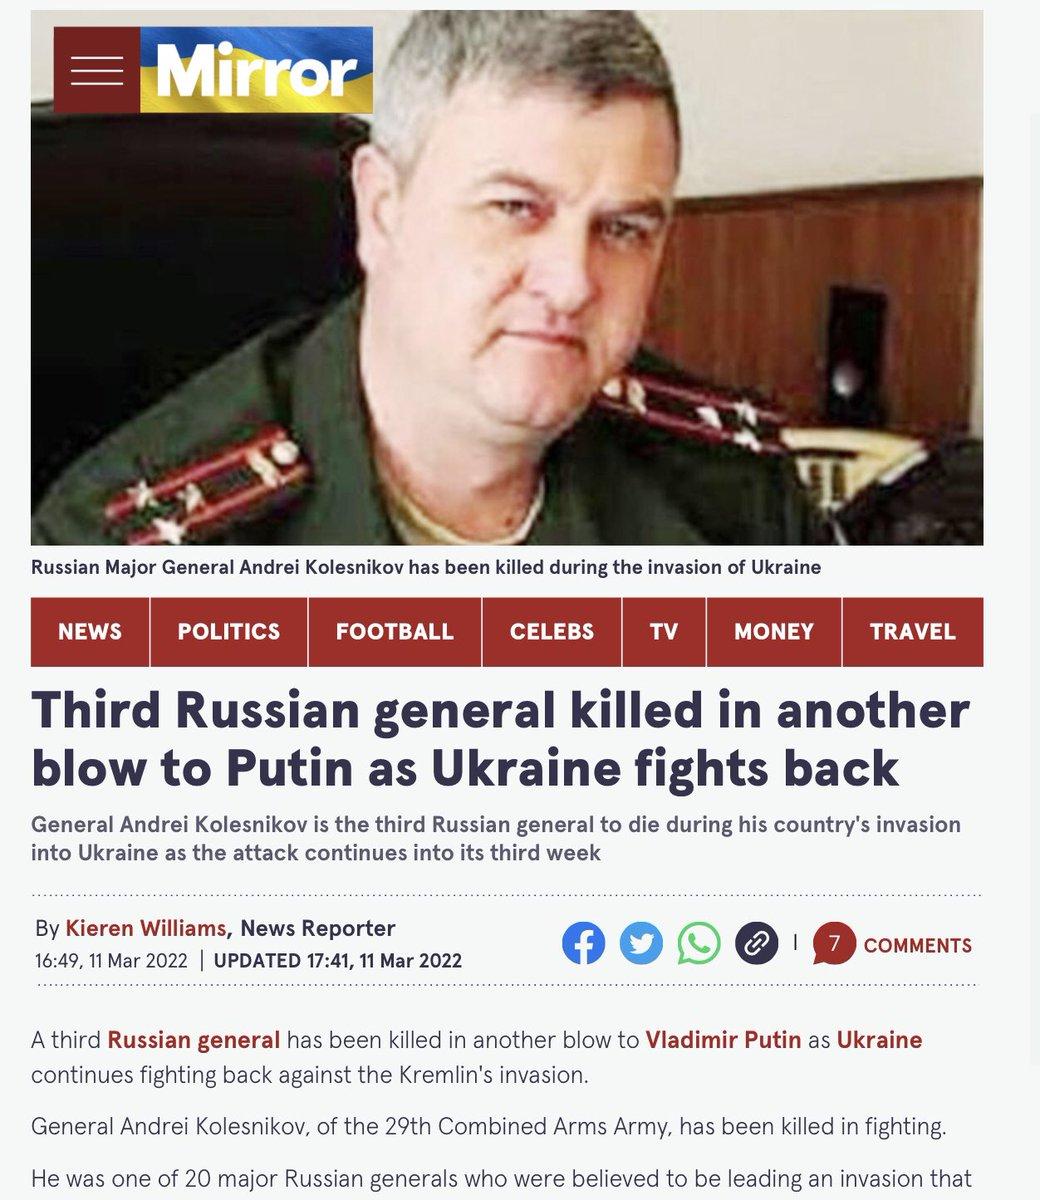 Mirror
Russian Major General Andrei Kolesnikov has been killed during the invasion of Ukraine
NEWS POLITICS FOOTBALL CELEBS TV MONEY TRAVEL
Third Russian general killed in another
blow to Putin as Ukraine fights back
General Andrei Kolesnikov is the third Russian general to die during his country's invasion
into Ukraine as the attack continues into its third week
By Kieren Williams, News Reporter
16:49, 11 Mar 2022 | UPDATED 17:41, 11 Mar 2022
7 COMMENTS
A third Russian general has been killed in another blow to Vladimir Putin as Ukraine
continues fighting back against the Kremlin's invasion.
General Andrei Kolesnikov, of the 29th Combined Arms Army, has been killed in fighting.
He was one of 20 major Russian generals who were believed to be leading an invasion that